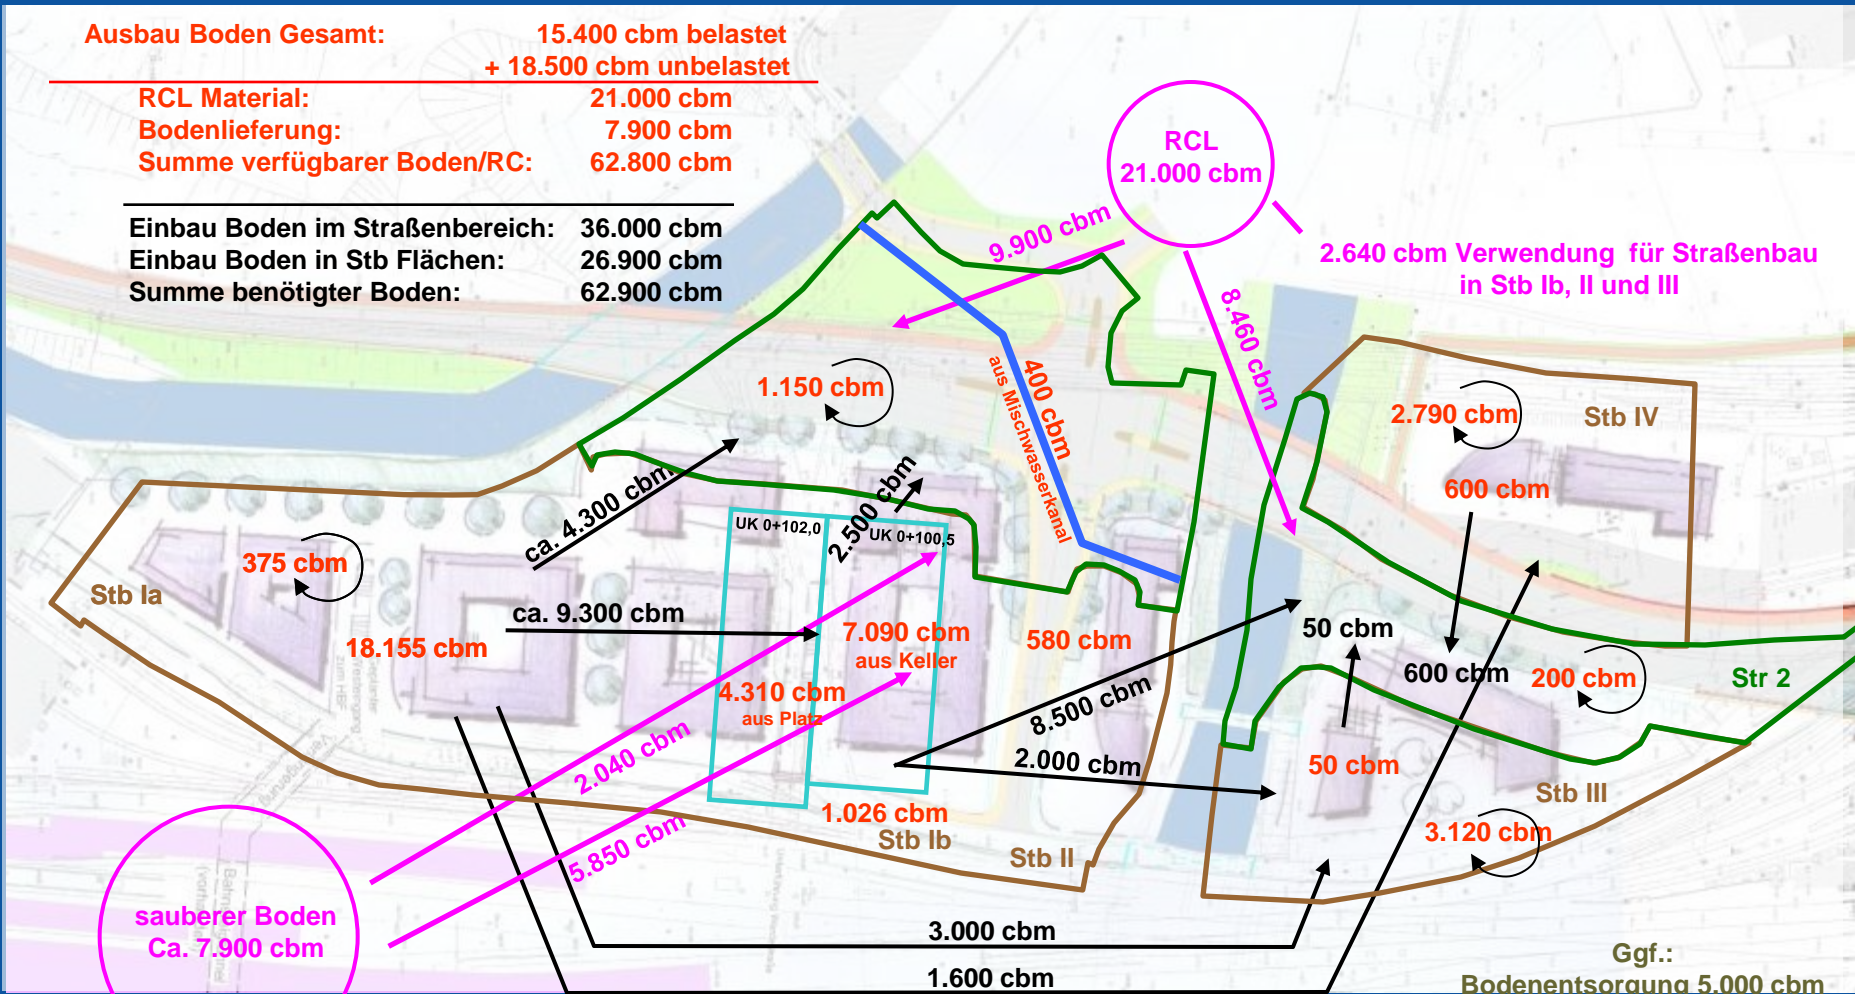 Ausbau Boden Gesamt: 15.400 cbm belastet
+ 18.500 cbm unbelastet
RCL Material: 21.000 cbm
Bodenlieferung: 7.900 cbm
Summe verfügbarer Boden/RC: 62.800 cbm
Einbau Boden im Straßenbereich: 36.000 cbm
Einbau Boden in Stb Flächen: 26.900 cbm
Summe benötigter Boden: 62.900 cbm
RCL
21.000 cbm
9.900 cbm
2.640 cbm Verwendung für Straßenbau
in Stb Ib, II und III
8.460 cbm
1.150 cbm
400 cbm
aus Mischwasserkanal
2.790 cbm
Stb IV
600 cbm
ca. 4.300 cbm
2.500 cbm
UK 0+102,0
UK 0+100,5
375 cbm
Stb Ia
ca. 9.300 cbm
18.155 cbm
7.090 cbm
aus Keller
580 cbm
50 cbm
600 cbm
200 cbm
Str 2
4.310 cbm
aus Platz
8.500 cbm
2.040 cbm
2.000 cbm
50 cbm
Stb III
1.026 cbm
Stb Ib
3.120 cbm
5.850 cbm
Stb II
sauberer Boden
Ca. 7.900 cbm
3.000 cbm
1.600 cbm
Ggf.:
Bodenentsorgung 5.000 cbm